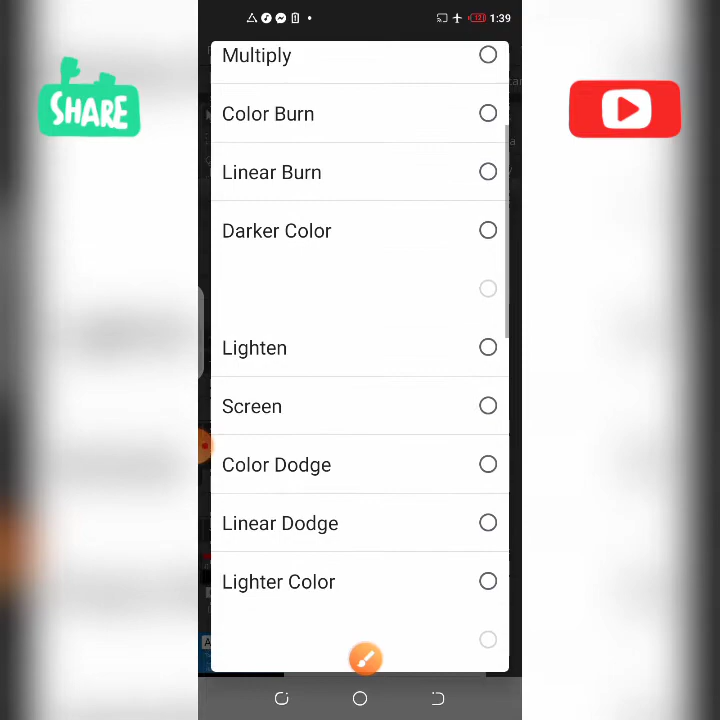 1:39
SHARE
Multiply
Color Burn
Linear Burn
Darker Color
Lighten
Screen
Color Dodge
Linear Dodge
Lighter Color